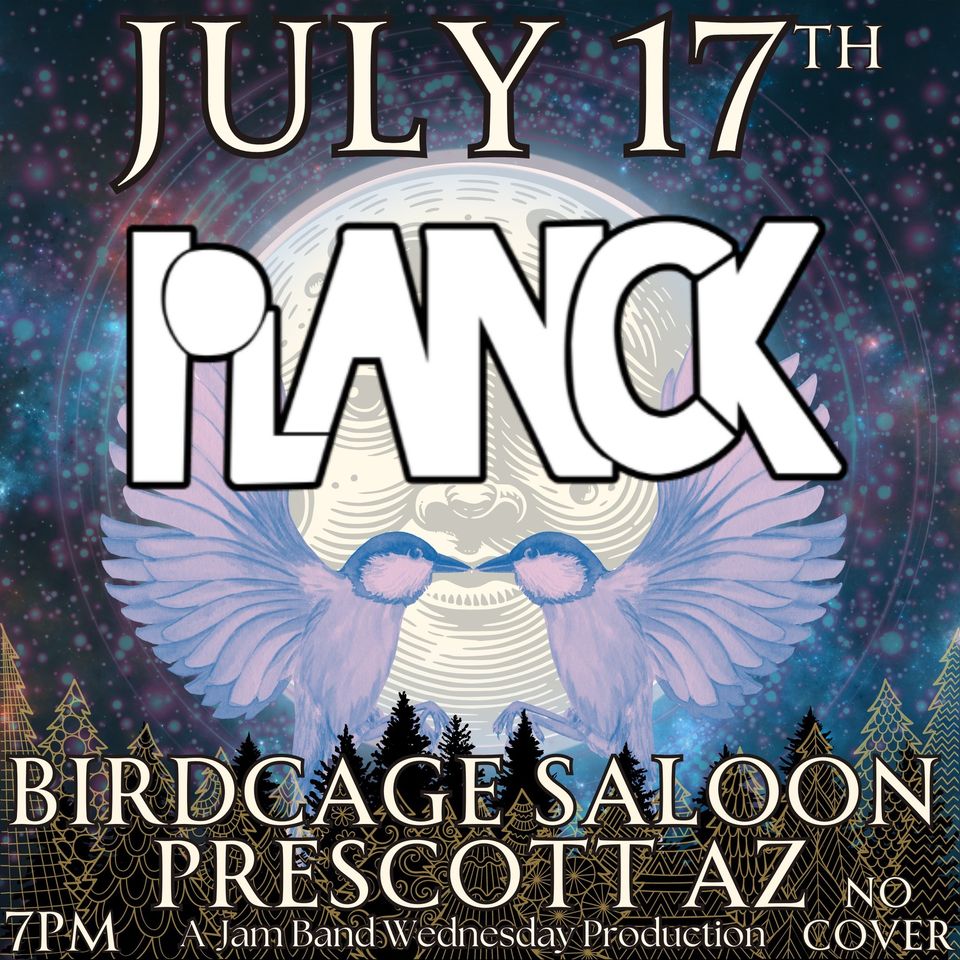 JULY 17TH
PLANCK
BIRDCAGE SALOON
PRESCOTT AZ
NO
COVER
7PM
A Jam Band Wednesday Production